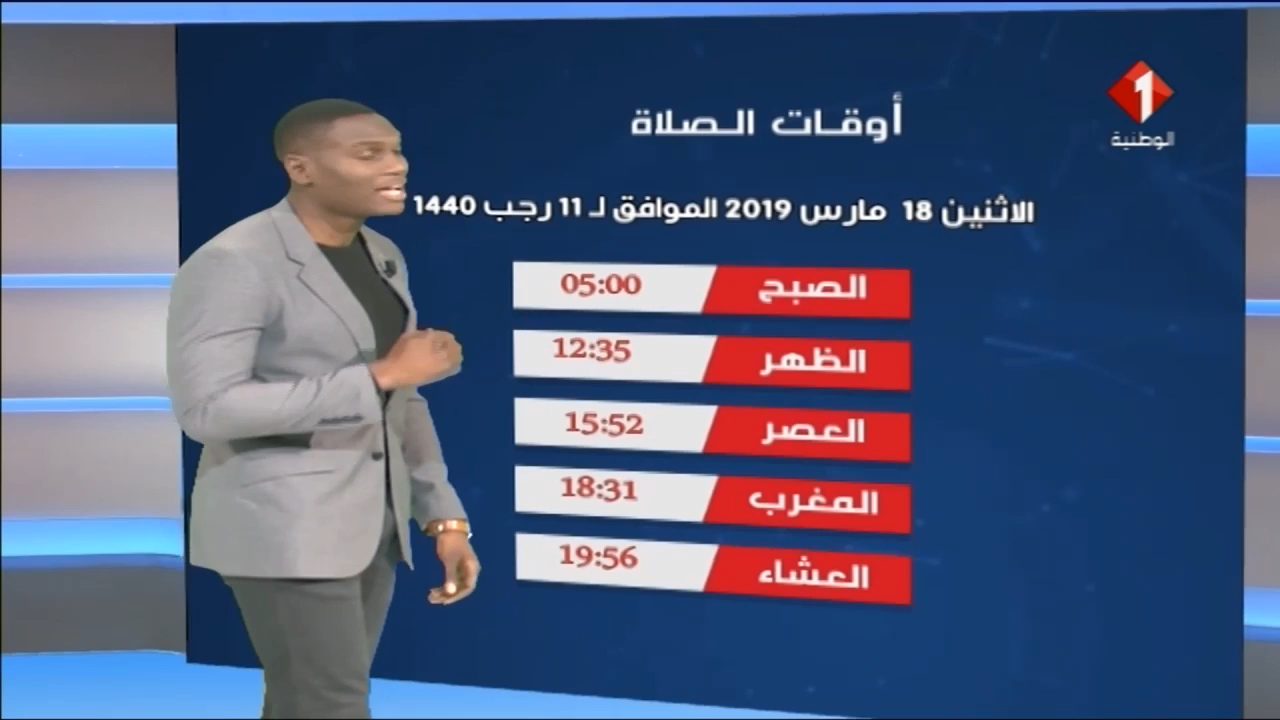 1
الوطنية
أوقات الصلاة
الاثنين 18 مارس 2019 الموافق لـ 11 رجب 1440
الصبح 05:00
الظهر 12:35
العصر 15:52
المغرب 18:31
العشاء 19:56